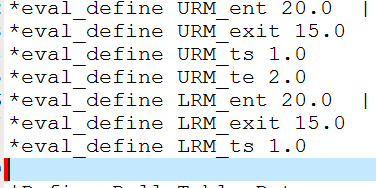 *eval_define URM_ent 20.0 |
*eval_define URM_exit 15.0
*eval_define URM_ts 1.0
*eval_define URM_te 2.0
*eval_define LRM_ent 20.0 |
*eval_define LRM_exit 15.0
*eval_define LRM_ts 1.0